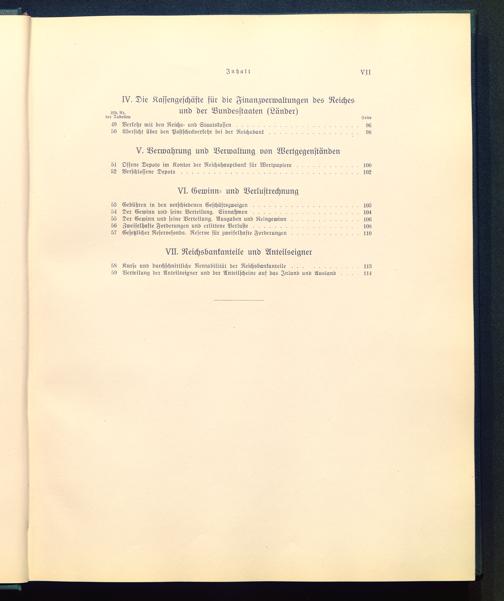 Inhalt VII
IV. Die Kassengeschäfte für die Finanzverwaltungen des Reiches
und der Bundesstaaten (Länder)
lfd. Nr.
der Tabellen Seite
49 Verkehr mit den Reichs- und Staatskassen . . . 96
50 Übersicht über den Postscheckverkehr bei der Reichsbank . . . 98
V. Verwahrung und Verwaltung von Wertgegenständen
51 Offene Depots im Kontor der Reichshauptbank für Wertpapiere . . . 100
52 Verschlossene Depots . . . 102
VI. Gewinn- und Verlustrechnung
53 Gebühren in den verschiedenen Geschäftszweigen . . . 103
54 Der Gewinn und seine Verteilung. Einnahmen . . . 104
55 Der Gewinn und seine Verteilung. Ausgaben und Reingewinn . . . 106
56 Zweifelhafte Forderungen und erlittene Verluste . . . 108
57 Gesetzlicher Reservefonds. Reserve für zweifelhafte Forderungen . . . 110
VII. Reichsbankanteile und Anteilseigner
58 Kurse und durchschnittliche Rentabilität der Reichsbankanteile . . . 113
59 Verteilung der Anteilseigner und der Anteilscheine auf das Inland und Ausland . . . 114